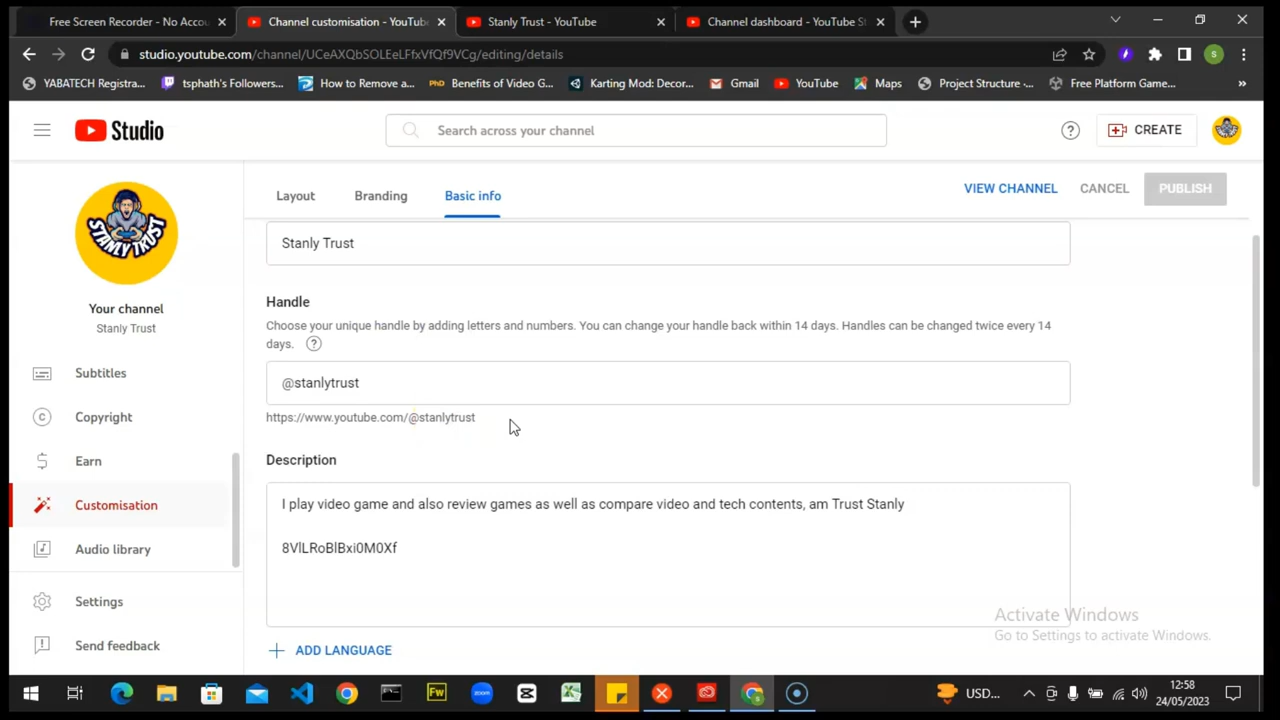 Free Screen Recorder - No Accou
Channel customisation - YouTube
Stanly Trust - YouTube
Channel dashboard - YouTube St
studio.youtube.com/channel/UCeAXQbSOLEeLFfxVfQf9VCg/editing/details
S
YABATECH Registra...
tsphath's Followers...
How to Remove a...
PhD Benefits of Video G...
Karting Mod: Decor...
Gmail
YouTube
Maps
Project Structure -...
Free Platform Game...
Studio
Search across your channel
CREATE
STANLY TRUST
Your channel
Stanly Trust
Subtitles
Copyright
Earn
Customisation
Audio library
Settings
Send feedback
Layout
Branding
Basic info
VIEW CHANNEL
CANCEL
PUBLISH
Stanly Trust
Handle
Choose your unique handle by adding letters and numbers. You can change your handle back within 14 days. Handles can be changed twice every 14
days.
@stanlytrust
https://www.youtube.com/@stanlytrust
Description
I play video game and also review games as well as compare video and tech contents, am Trust Stanly
8VlLRoBlBxi0M0Xf
ADD LANGUAGE
Activate Windows
Go to Settings to activate Windows.
Fw
zoom
USD...
12:58
24/05/2023